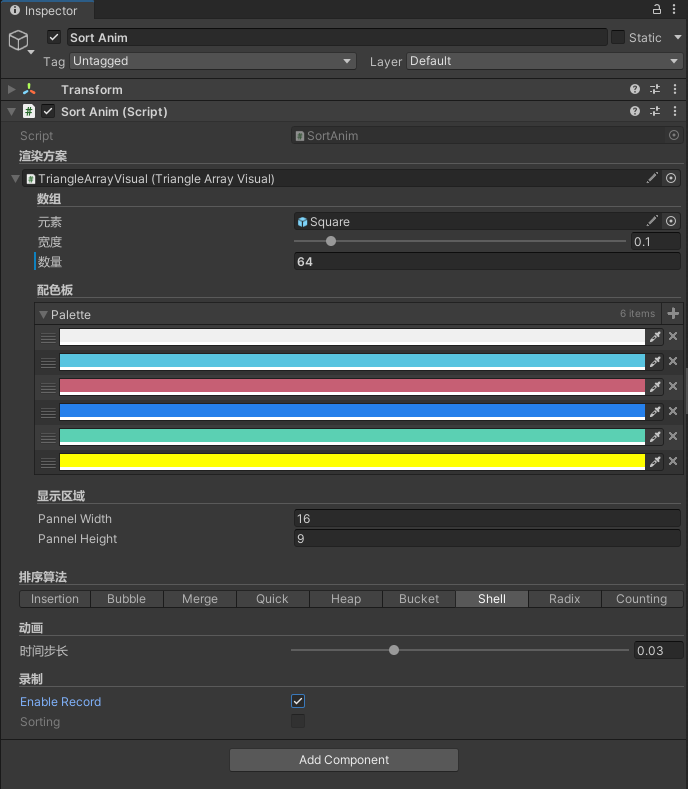 Inspector
Sort Anim
Static
Tag Untagged Layer Default
Transform
# Sort Anim (Script)
Script # SortAnim
渲染方案
# TriangleArrayVisual (Triangle Array Visual)
数组
元素 Square
宽度 0.1
数量 64
配色板
Palette 6 items
显示区域
Pannel Width 16
Pannel Height 9
排序算法
Insertion Bubble Merge Quick Heap Bucket Shell Radix Counting
动画
时间步长 0.03
录制
Enable Record
Sorting
Add Component